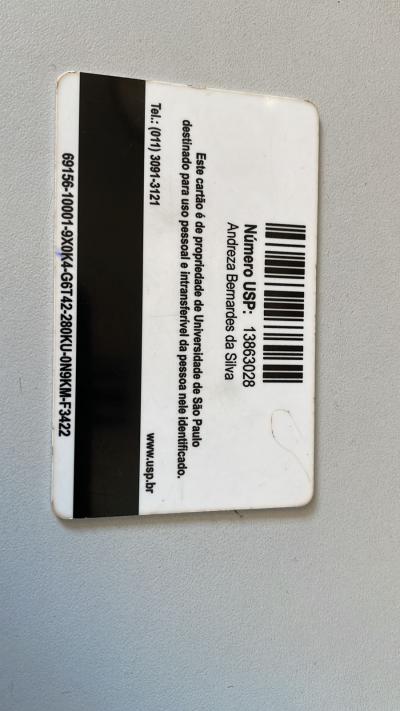 Número USP: 13863028
Andreza Bernardes da Silva
Este cartão é de propriedade de Universidade de São Paulo
destinado para uso pessoal e intransferível da pessoa nele identificado.
Tel.: (011) 3091-3121 www.usp.br
69156-10001-9X0K4-G6T42-280KU-0N9KM-F3422